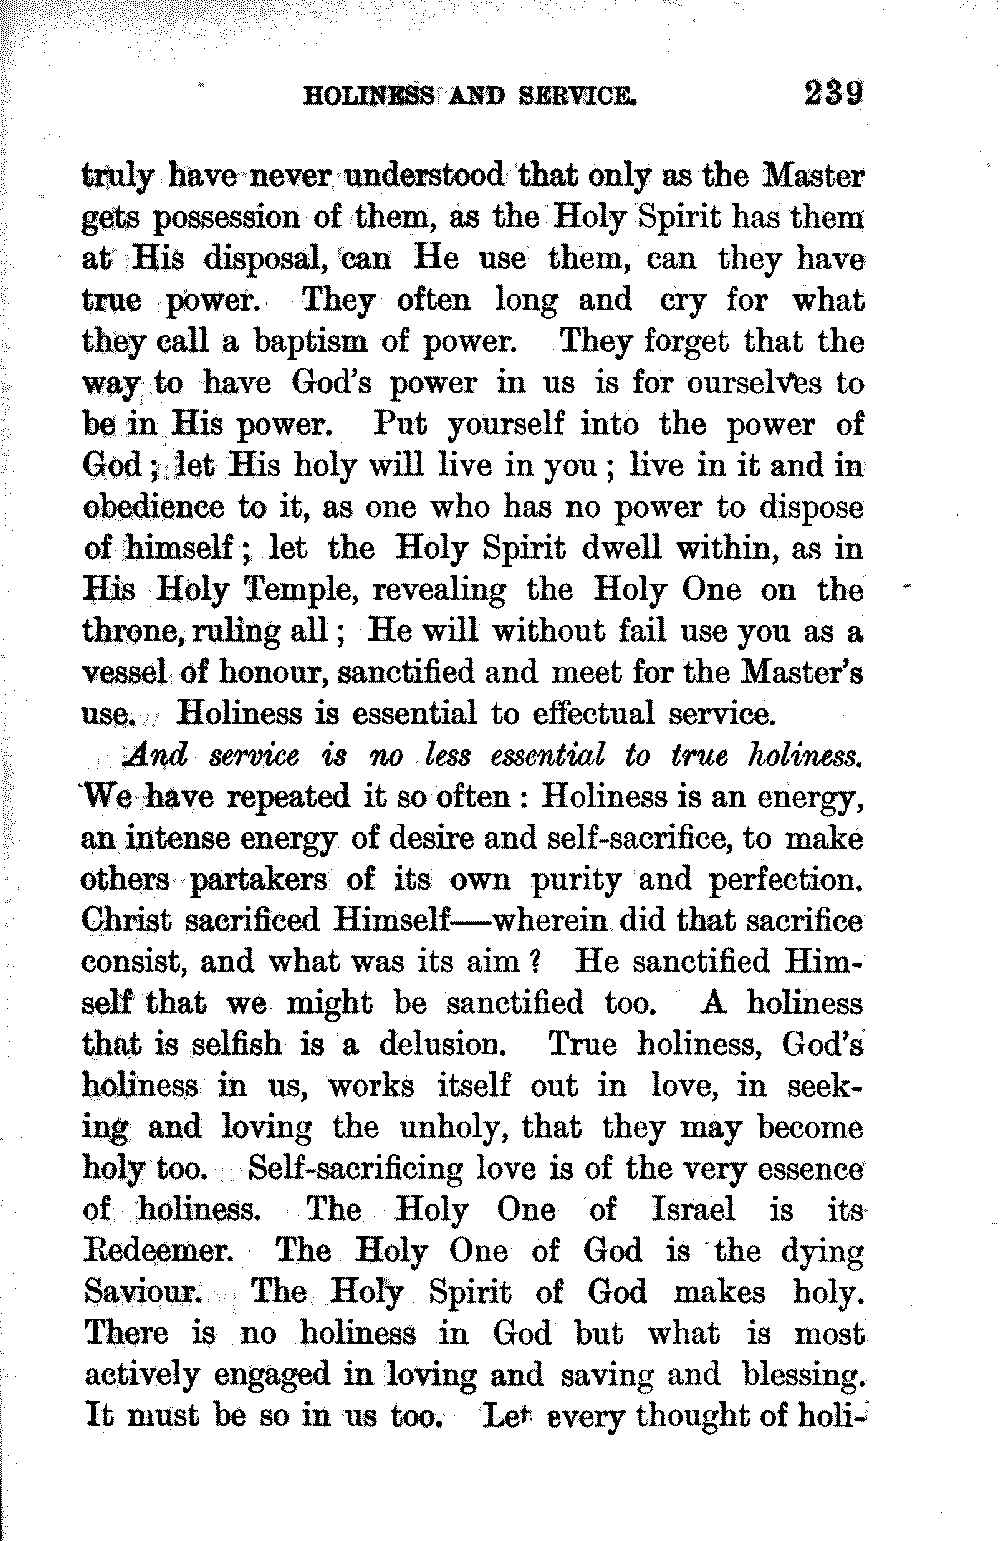 HOLINESS AND SERVICE. 239
truly have never understood that only as the Master
gets possession of them, as the Holy Spirit has them
at His disposal, can He use them, can they have
true power. They often long and cry for what
they call a baptism of power. They forget that the
way to have God's power in us is for ourselves to
be in His power. Put yourself into the power of
God; let His holy will live in you; live in it and in
obedience to it, as one who has no power to dispose
of himself; let the Holy Spirit dwell within, as in
His Holy Temple, revealing the Holy One on the
throne, ruling all; He will without fail use you as a
vessel of honour, sanctified and meet for the Master's
use. Holiness is essential to effectual service.
And service is no less essential to true holiness.
We have repeated it so often: Holiness is an energy,
an intense energy of desire and self-sacrifice, to make
others partakers of its own purity and perfection.
Christ sacrificed Himself—wherein did that sacrifice
consist, and what was its aim? He sanctified Him-
self that we might be sanctified too. A holiness
that is selfish is a delusion. True holiness, God's
holiness in us, works itself out in love, in seek-
ing and loving the unholy, that they may become
holy too. Self-sacrificing love is of the very essence
of holiness. The Holy One of Israel is its
Redeemer. The Holy One of God is the dying
Saviour. The Holy Spirit of God makes holy.
There is no holiness in God but what is most
actively engaged in loving and saving and blessing.
It must be so in us too. Let every thought of holi-